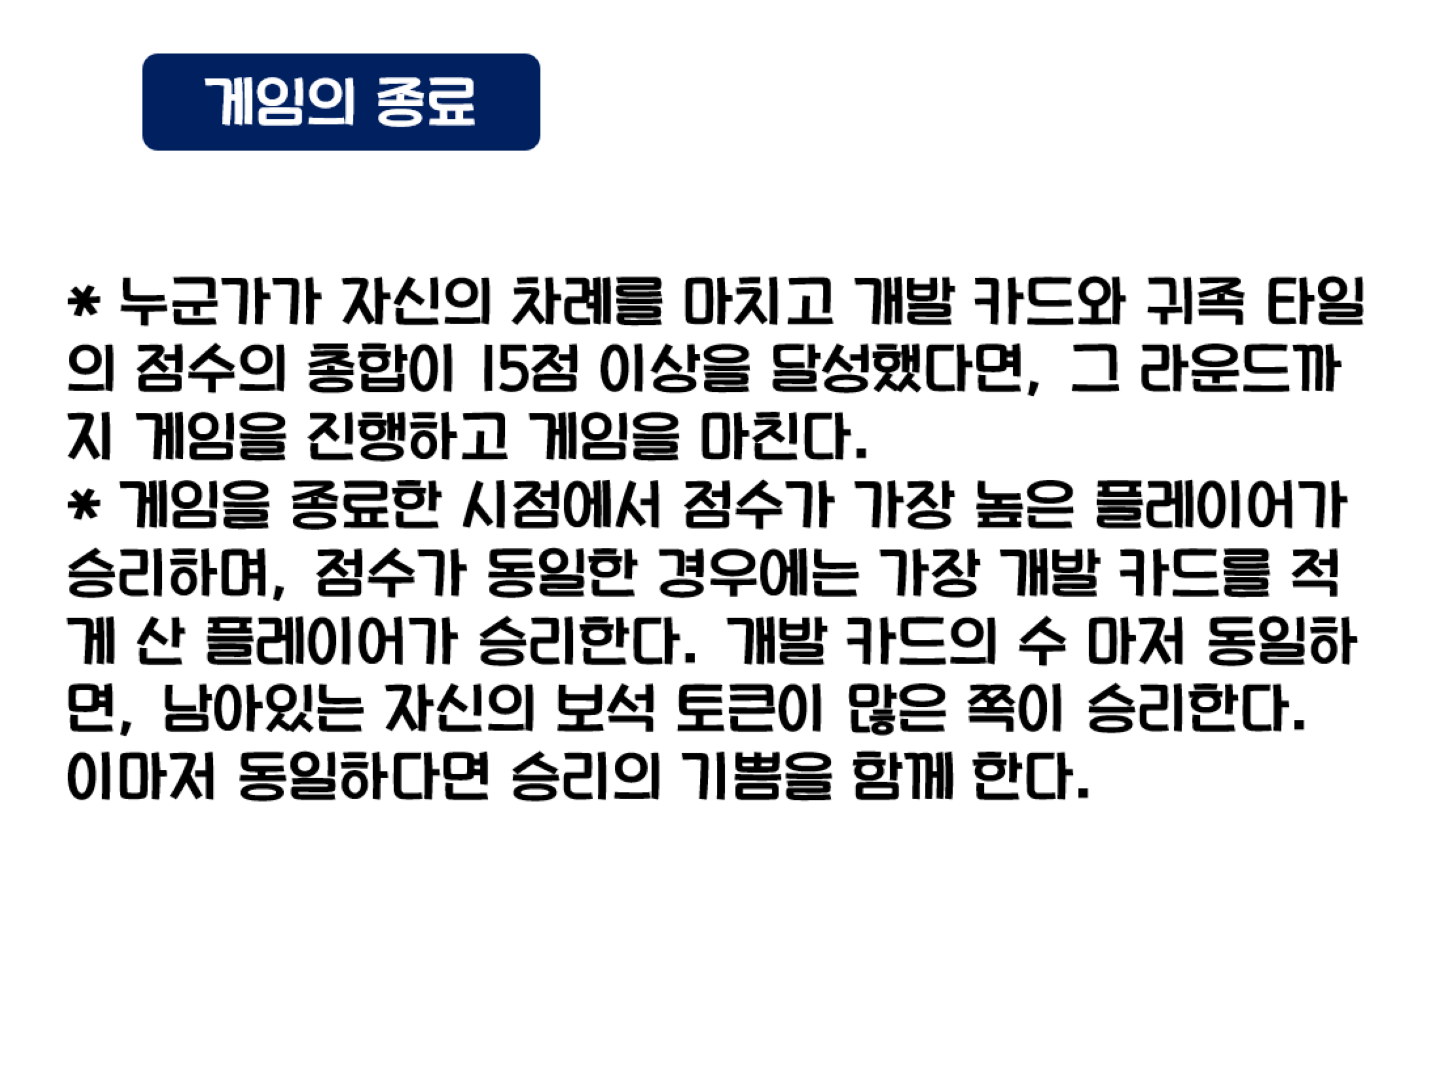 게임의 종료
* 누군가가 자신의 차례를 마치고 개발 카드와 귀족 타일
의 점수의 총합이 15점 이상을 달성했다면, 그 라운드까
지 게임을 진행하고 게임을 마친다.
* 게임을 종료한 시점에서 점수가 가장 높은 플레이어가
승리하며, 점수가 동일한 경우에는 가장 개발 카드를 적
게 산 플레이어가 승리한다. 개발 카드의 수 마저 동일하
면, 남아있는 자신의 보석 토큰이 많은 쪽이 승리한다.
이마저 동일하다면 승리의 기쁨을 함께 한다.